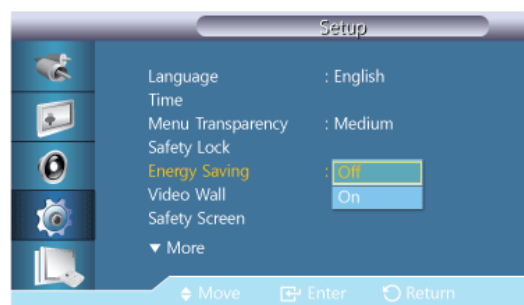 Setup
Language : English
Time
Menu Transparency : Medium
Safety Lock
Energy Saving : Off
On
Video Wall
Safety Screen
▼ More
Move Enter Return